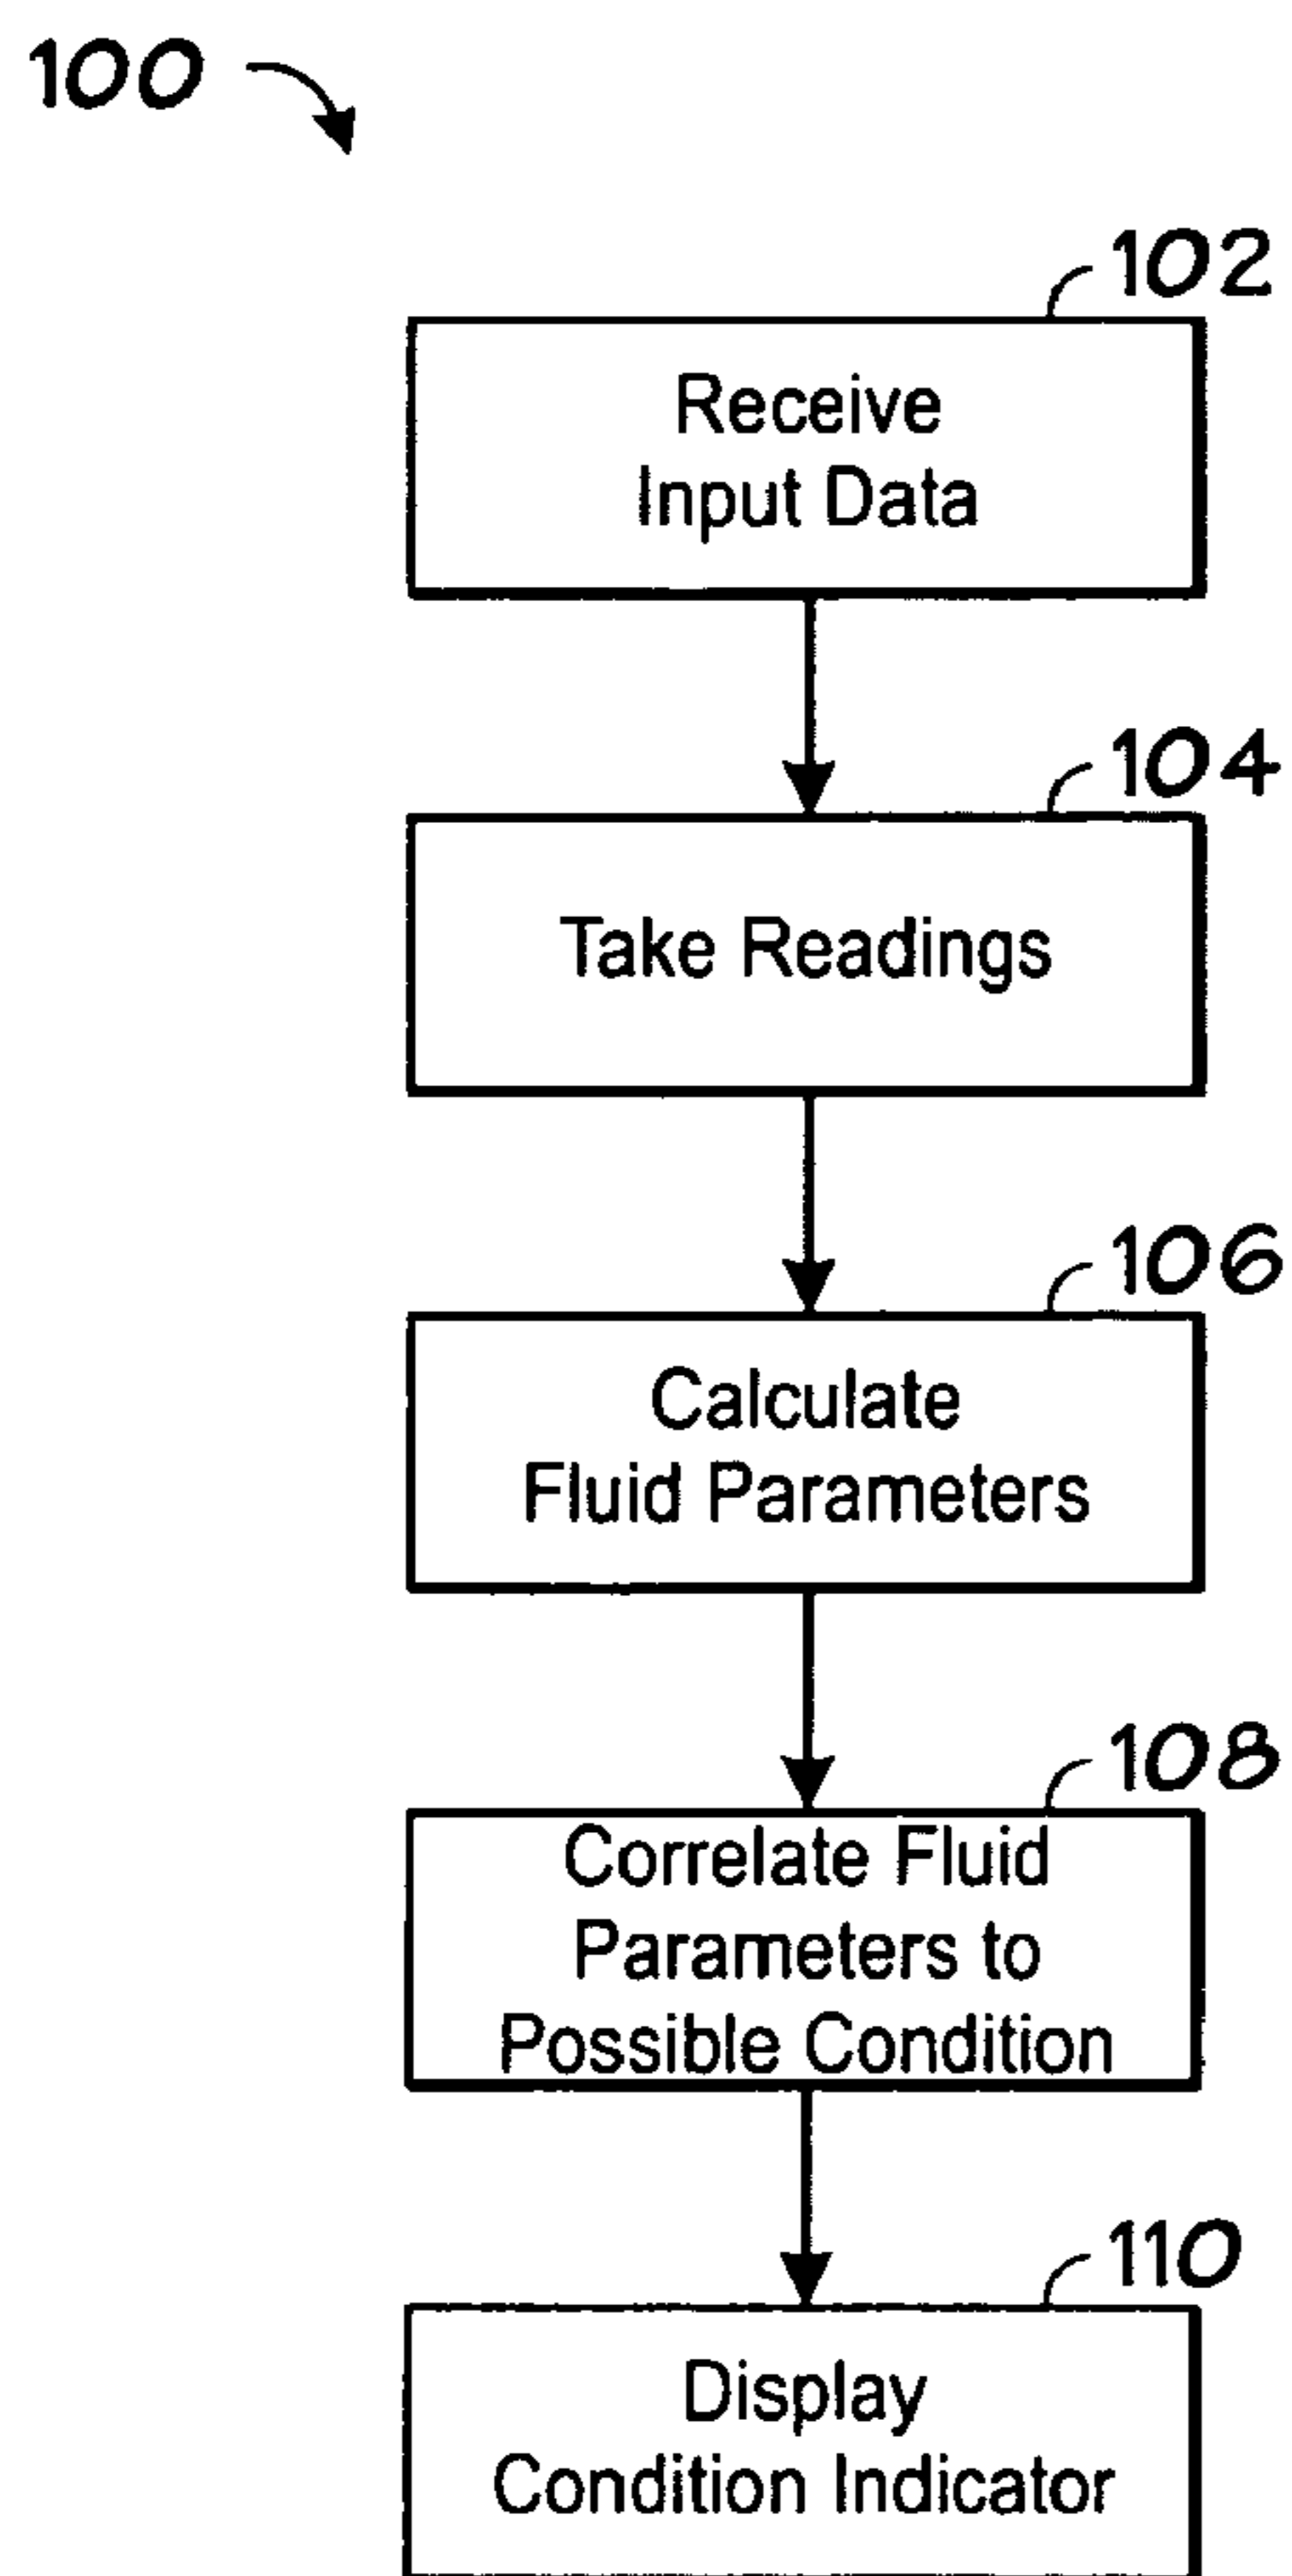 100
102
Receive
Input Data
104
Take Readings
106
Calculate
Fluid Parameters
108
Correlate Fluid
Parameters to
Possible Condition
110
Display
Condition Indicator